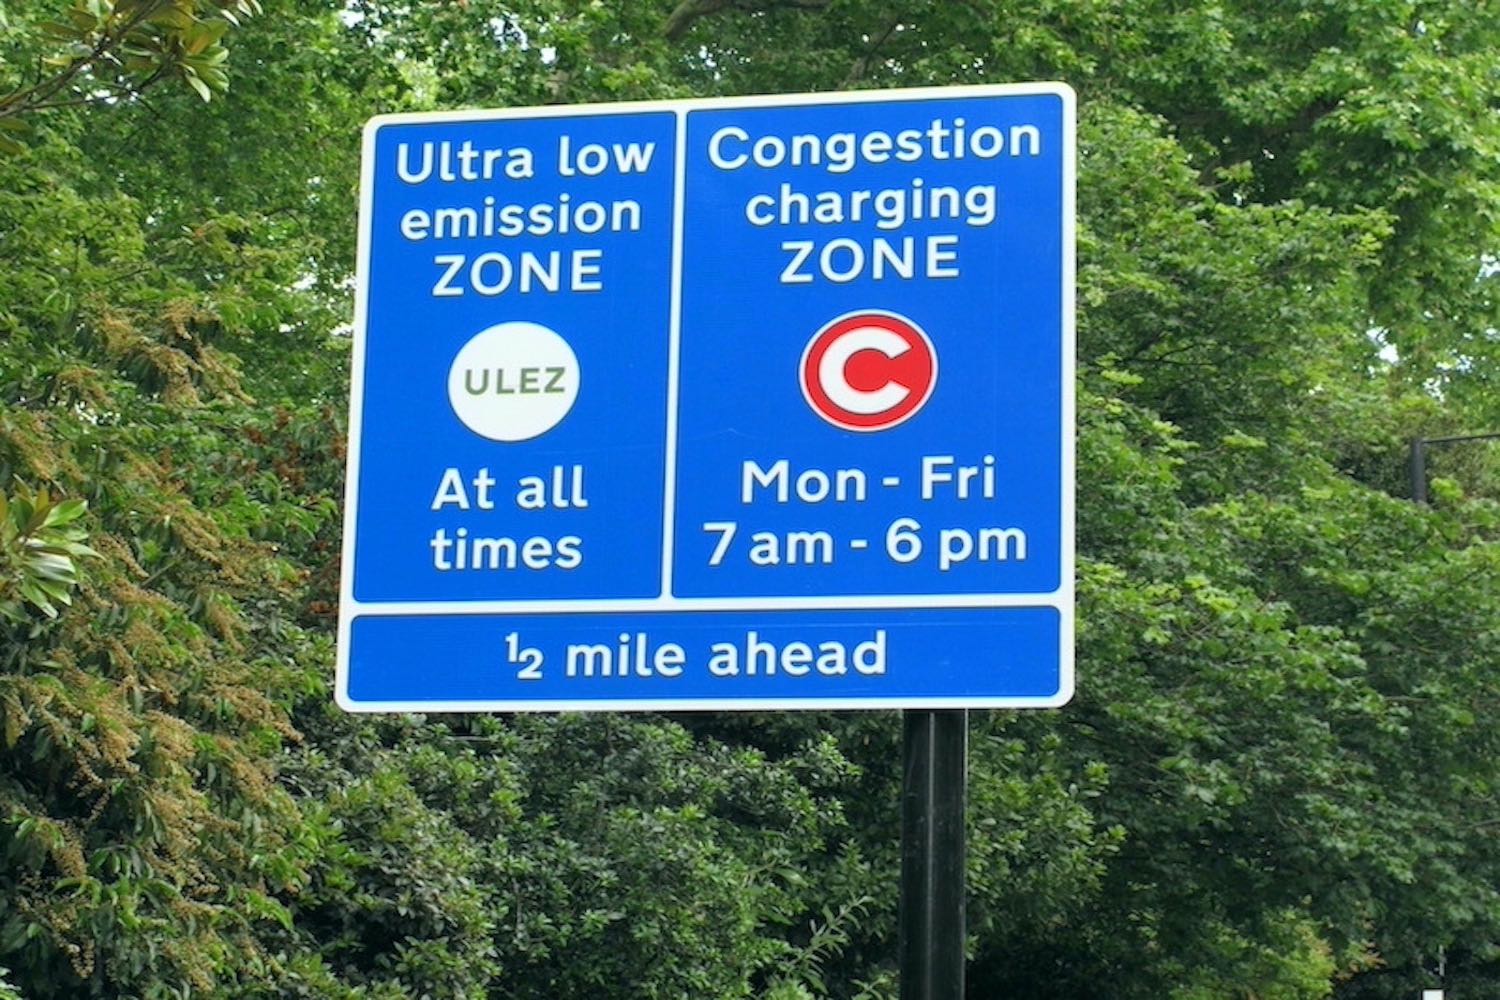 Ultra low
emission
ZONE
ULEZ
At all
times
Congestion
charging
ZONE
C
Mon - Fri
7 am - 6 pm
½ mile ahead